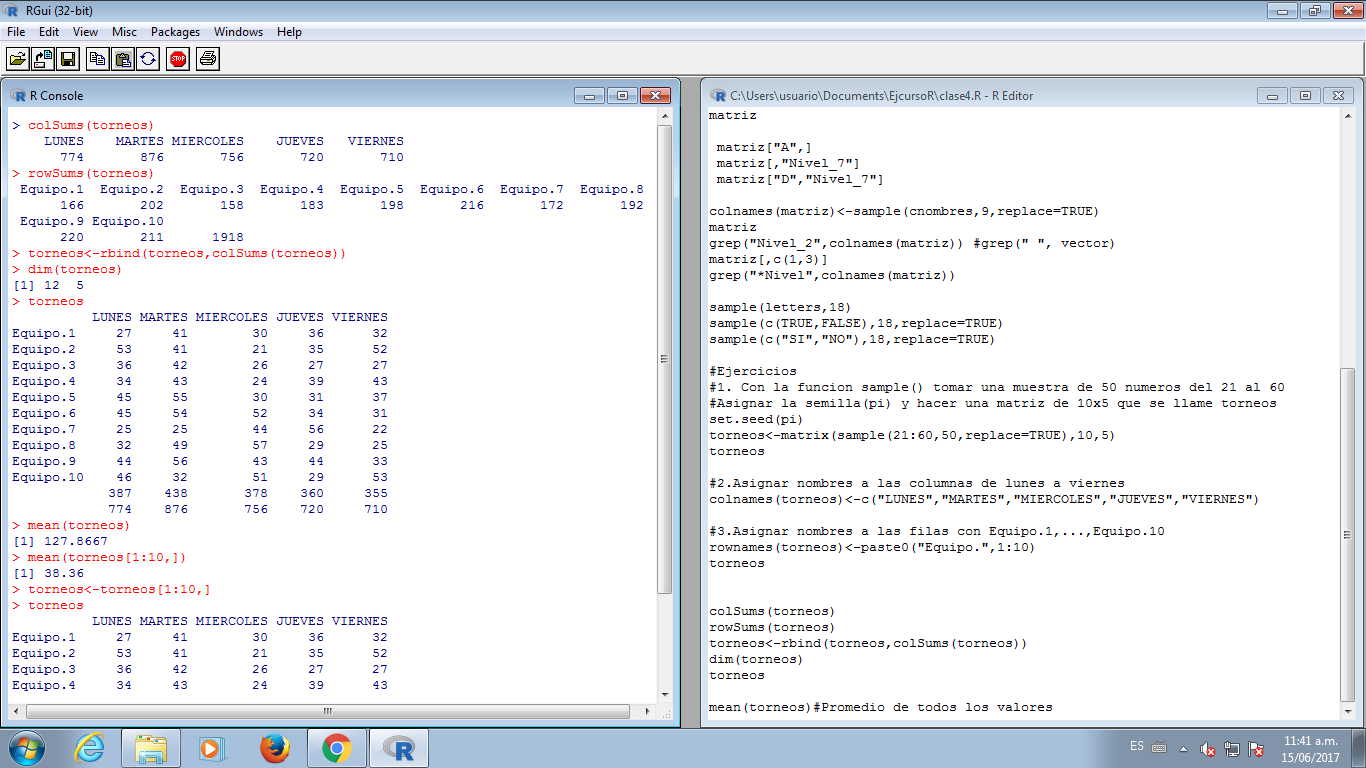 RGui (32-bit)
File Edit View Misc Packages Windows Help
STOP
R Console
> colSums(torneos)
    LUNES    MARTES MIERCOLES    JUEVES   VIERNES
      774       876       756       720       710
> rowSums(torneos)
 Equipo.1  Equipo.2  Equipo.3  Equipo.4  Equipo.5  Equipo.6  Equipo.7  Equipo.8
      166       202       158       183       198       216       172       192
 Equipo.9 Equipo.10
      220       211      1918
> torneos<-rbind(torneos,colSums(torneos))
> dim(torneos)
[1] 12  5
> torneos
          LUNES MARTES MIERCOLES JUEVES VIERNES
Equipo.1     27     41        30     36      32
Equipo.2     53     41        21     35      52
Equipo.3     36     42        26     27      27
Equipo.4     34     43        24     39      43
Equipo.5     45     55        30     31      37
Equipo.6     45     54        52     34      31
Equipo.7     25     25        44     56      22
Equipo.8     32     49        57     29      25
Equipo.9     44     56        43     44      33
Equipo.10    46     32        51     29      53
            387    438       378    360     355
            774    876       756    720     710
> mean(torneos)
[1] 127.8667
> mean(torneos[1:10,])
[1] 38.36
> torneos<-torneos[1:10,]
> torneos
          LUNES MARTES MIERCOLES JUEVES VIERNES
Equipo.1     27     41        30     36      32
Equipo.2     53     41        21     35      52
Equipo.3     36     42        26     27      27
Equipo.4     34     43        24     39      43
C:\Users\usuario\Documents\EjcursoR\clase4.R - R Editor
matriz
 matriz["A",]
 matriz[,"Nivel_7"]
 matriz["D","Nivel_7"]
colnames(matriz)<-sample(cnombres,9,replace=TRUE)
matriz
grep("Nivel_2",colnames(matriz)) #grep(" ", vector)
matriz[,c(1,3)]
grep("*Nivel",colnames(matriz))
sample(letters,18)
sample(c(TRUE,FALSE),18,replace=TRUE)
sample(c("SI","NO"),18,replace=TRUE)
#Ejercicios
#1. Con la funcion sample() tomar una muestra de 50 numeros del 21 al 60
#Asignar la semilla(pi) y hacer una matriz de 10x5 que se llame torneos
set.seed(pi)
torneos<-matrix(sample(21:60,50,replace=TRUE),10,5)
torneos
#2.Asignar nombres a las columnas de lunes a viernes
colnames(torneos)<-c("LUNES","MARTES","MIERCOLES","JUEVES","VIERNES")
#3.Asignar nombres a las filas con Equipo.1,...,Equipo.10
rownames(torneos)<-paste0("Equipo.",1:10)
torneos
colSums(torneos)
rowSums(torneos)
torneos<-rbind(torneos,colSums(torneos))
dim(torneos)
torneos
mean(torneos)#Promedio de todos los valores
ES
11:41 a.m.
15/06/2017